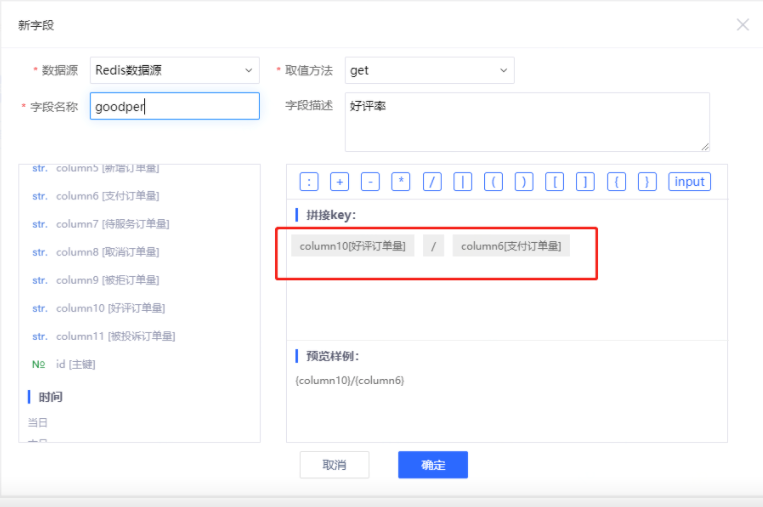 新字段
* 数据源 Redis数据源 * 取值方法 get
* 字段名称 goodper 字段描述 好评率
str. column5 [新增订单量]
str. column6 [支付订单量]
str. column7 [待服务订单量]
str. column8 [取消订单量]
str. column9 [被拒订单量]
str. column10 [好评订单量]
str. column11 [被投诉订单量]
№ id [主键]
时间
当日
: + - * / | ( ) [ ] { } input
拼接key：
column10[好评订单量] / column6[支付订单量]
预览样例：
{column10}/{column6}
取消 确定